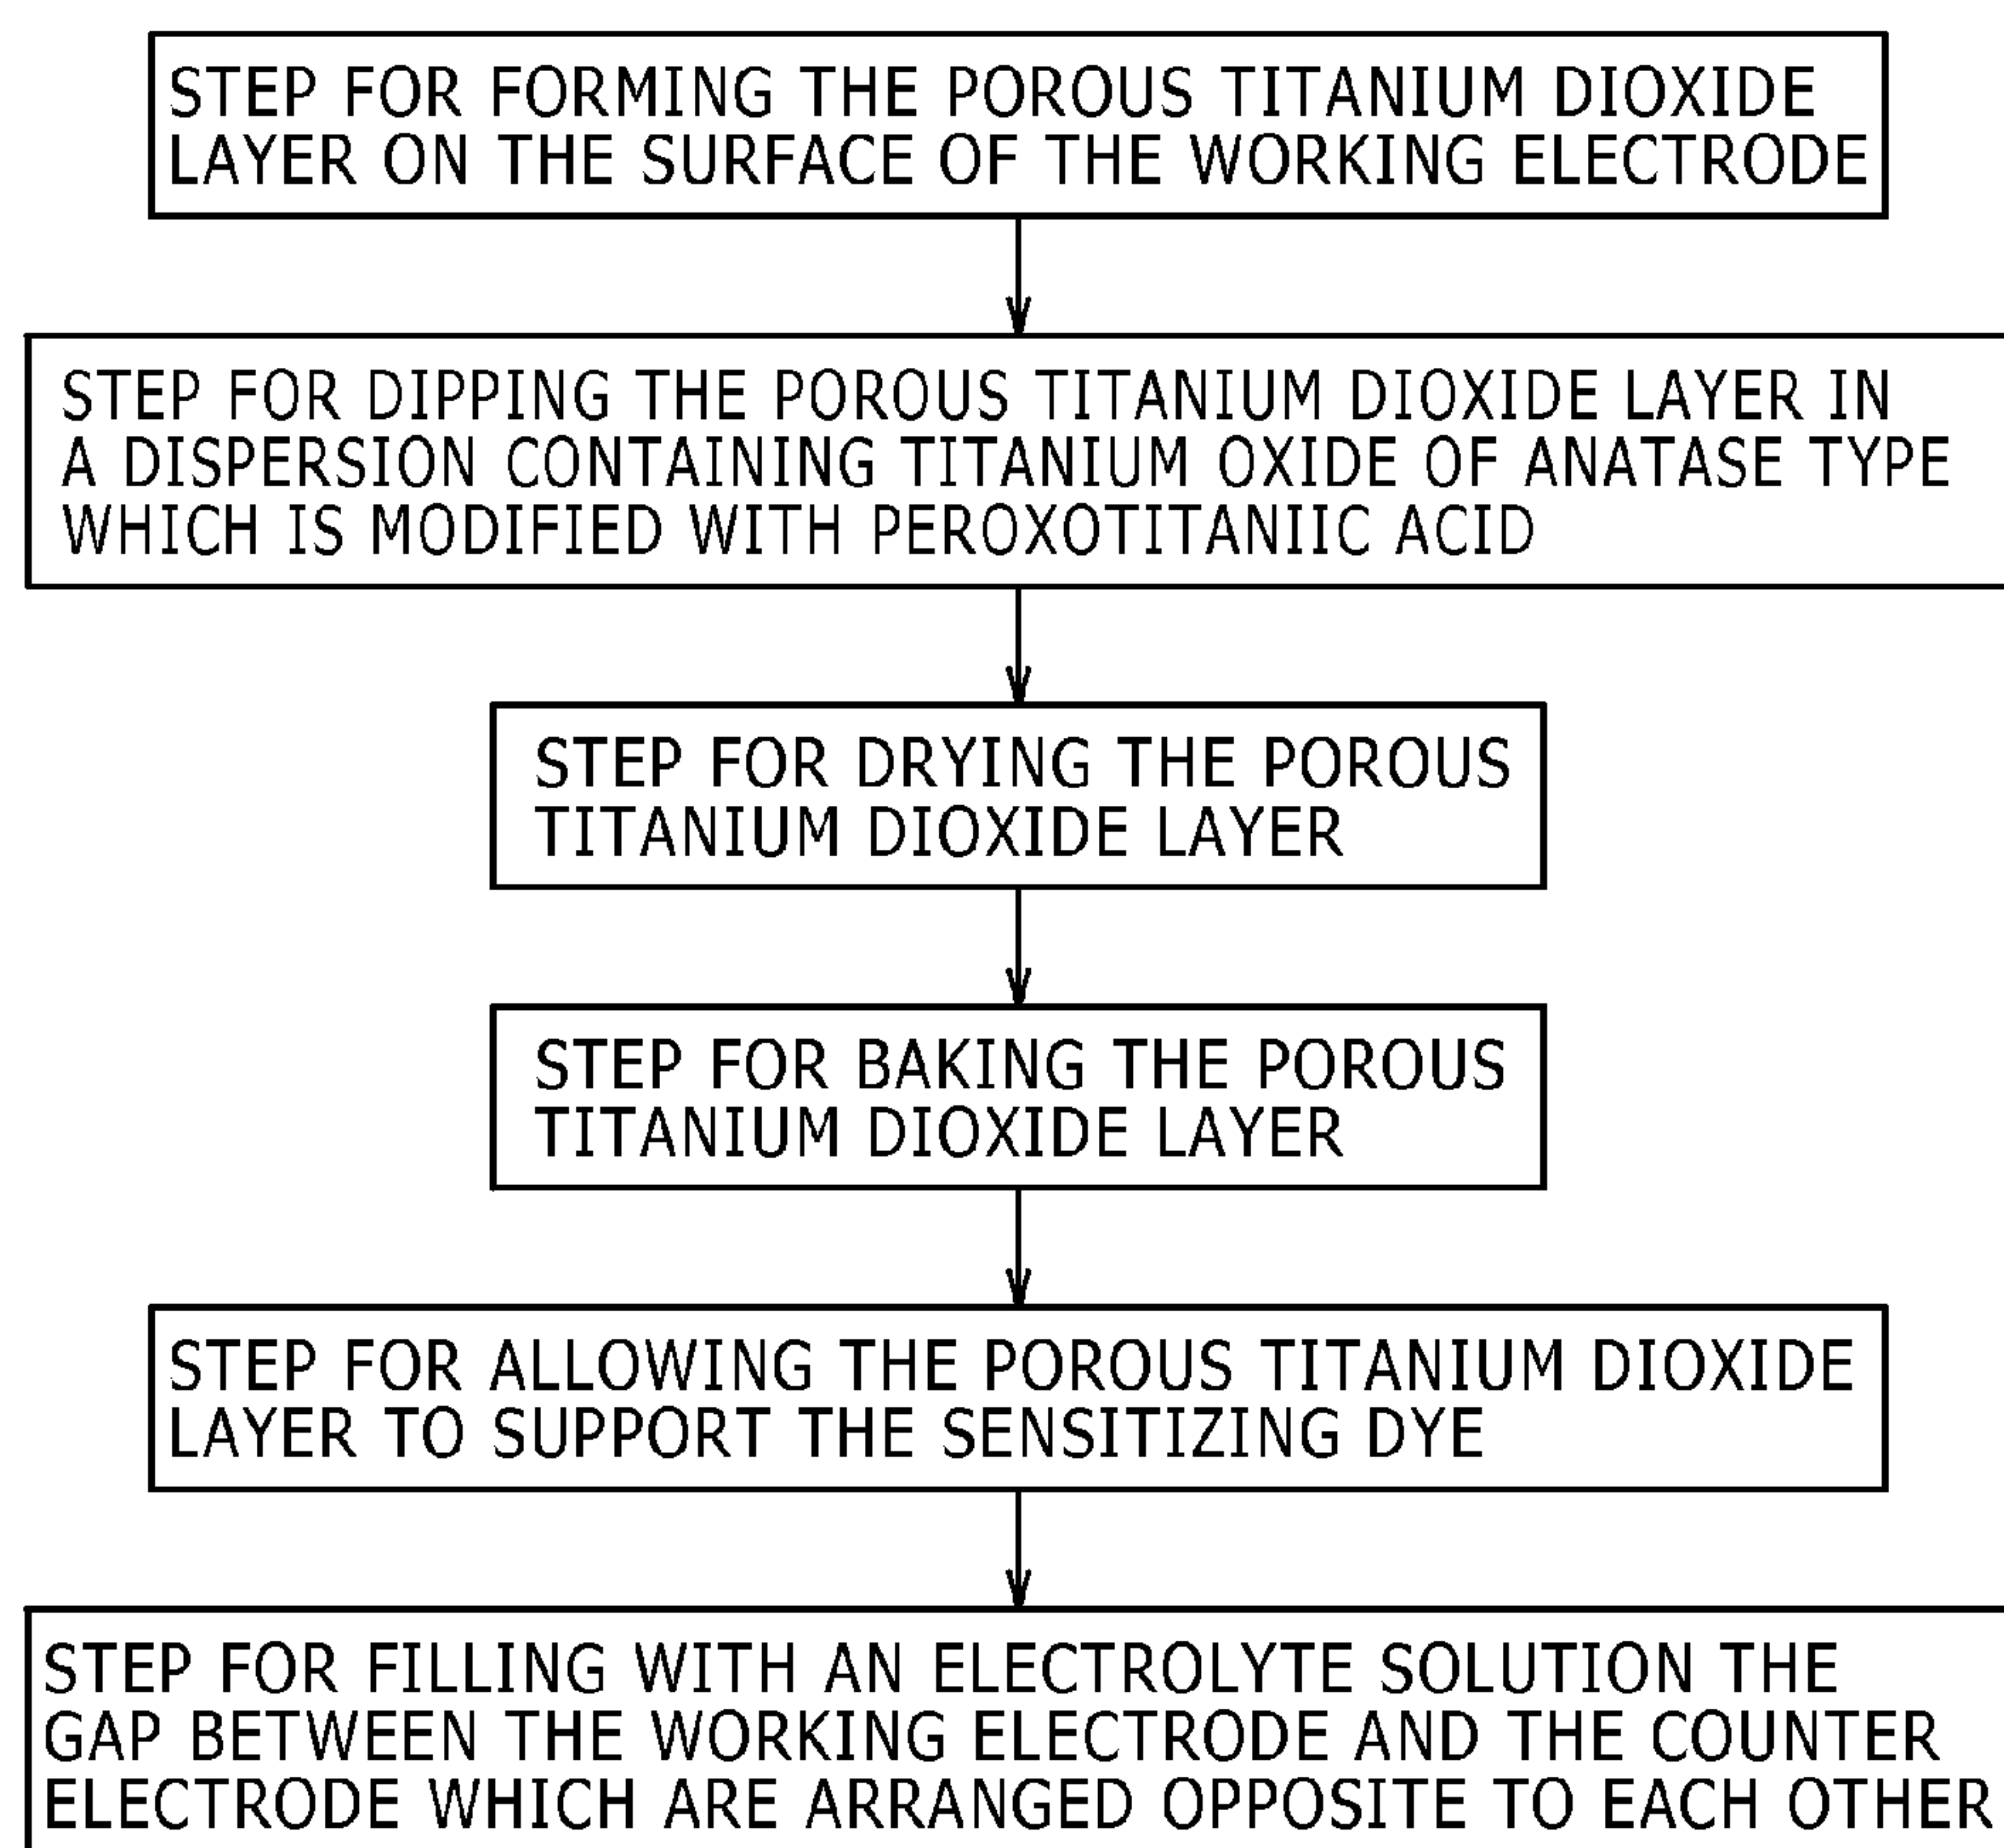 STEP FOR FORMING THE POROUS TITANIUM DIOXIDE
LAYER ON THE SURFACE OF THE WORKING ELECTRODE
STEP FOR DIPPING THE POROUS TITANIUM DIOXIDE LAYER IN
A DISPERSION CONTAINING TITANIUM OXIDE OF ANATASE TYPE
WHICH IS MODIFIED WITH PEROXOTITANIIC ACID
STEP FOR DRYING THE POROUS
TITANIUM DIOXIDE LAYER
STEP FOR BAKING THE POROUS
TITANIUM DIOXIDE LAYER
STEP FOR ALLOWING THE POROUS TITANIUM DIOXIDE
LAYER TO SUPPORT THE SENSITIZING DYE
STEP FOR FILLING WITH AN ELECTROLYTE SOLUTION THE
GAP BETWEEN THE WORKING ELECTRODE AND THE COUNTER
ELECTRODE WHICH ARE ARRANGED OPPOSITE TO EACH OTHER